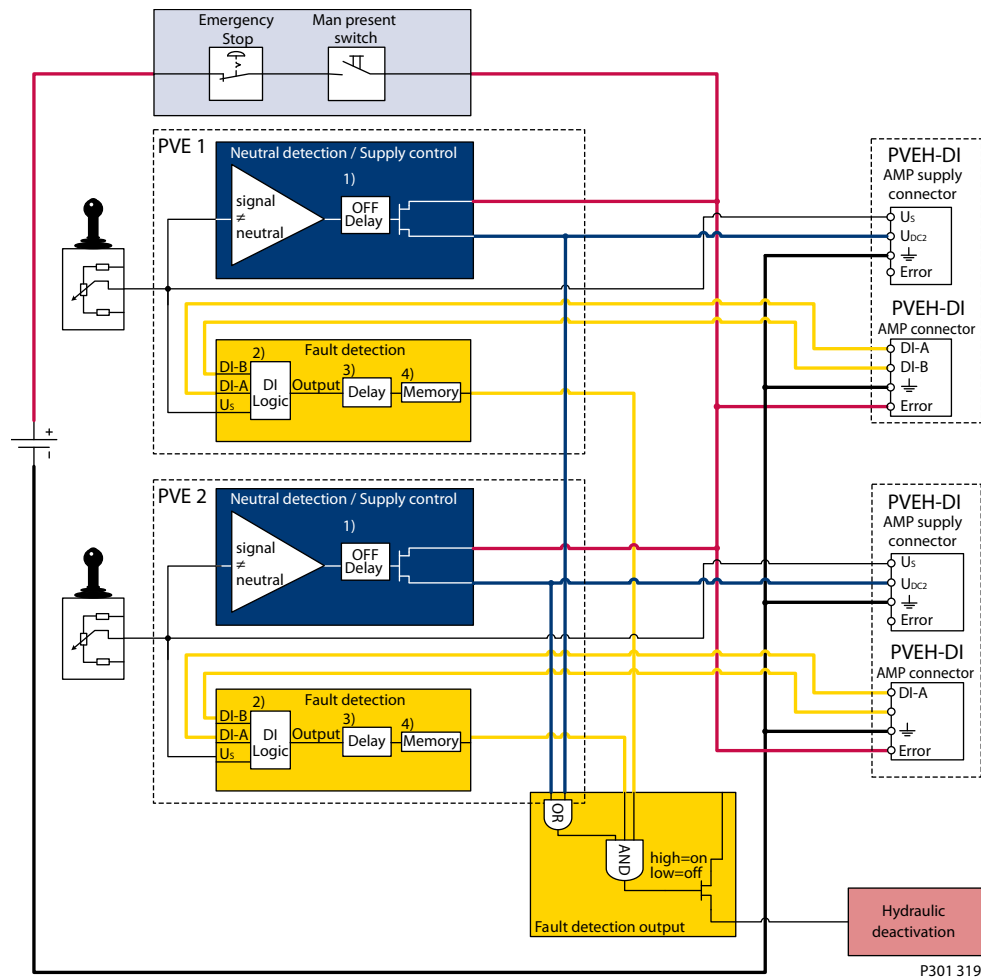 Emergency
Stop
Man present
switch
PVE 1
Neutral detection / Supply control
1)
signal
≠
neutral
OFF
Delay
PVEH-DI
AMP supply
connector
Us
UDC2
Error
Fault detection
2)
3)
4)
DI-B
DI-A
Us
DI
Logic
Output
Delay
Memory
PVEH-DI
AMP connector
DI-A
DI-B
Error
+
–
PVE 2
Neutral detection / Supply control
1)
signal
≠
neutral
OFF
Delay
PVEH-DI
AMP supply
connector
Us
UDC2
Error
Fault detection
2)
3)
4)
DI-B
DI-A
Us
DI
Logic
Output
Delay
Memory
PVEH-DI
AMP connector
DI-A
Error
OR
AND
high=on
low=off
Fault detection output
Hydraulic
deactivation
P301 319